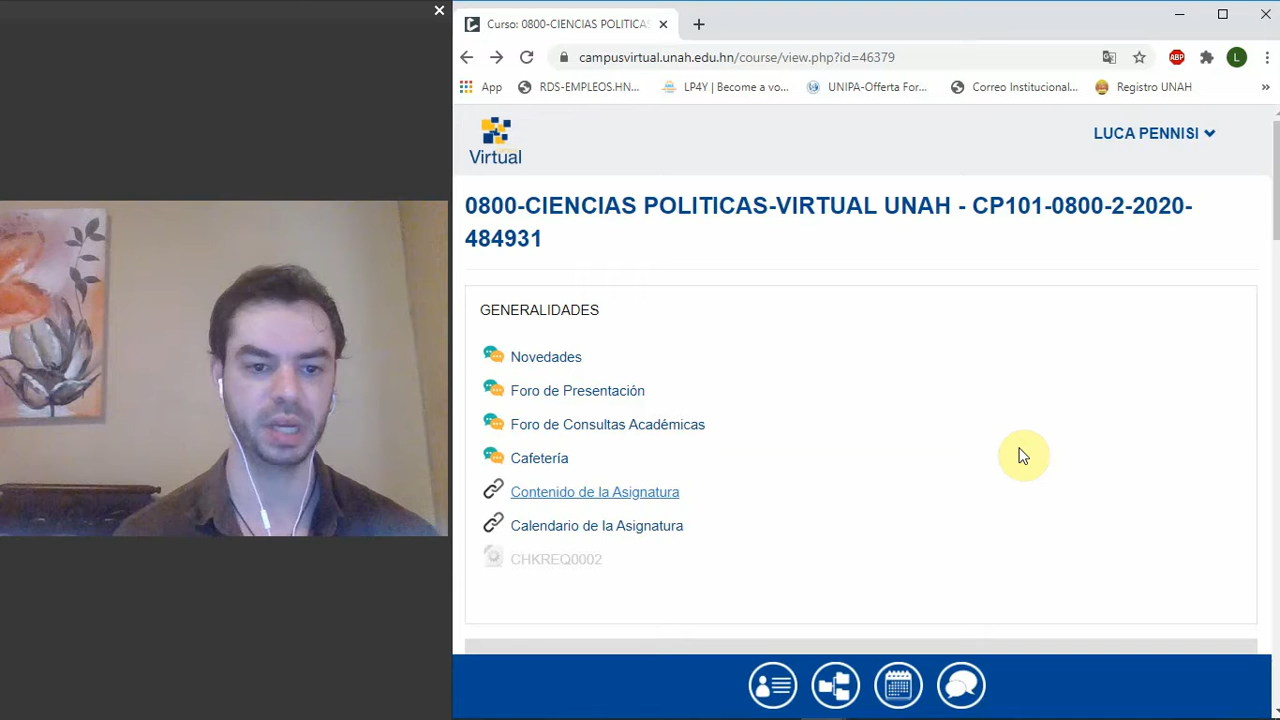 Curso: 0800-CIENCIAS POLITICAS
campusvirtual.unah.edu.hn/course/view.php?id=46379
ABP
L
App
RDS-EMPLEOS.HN...
LP4Y | Become a vo...
UNIPA-Offerta For...
Correo Institucional...
Registro UNAH
»
Virtual
LUCA PENNISI
0800-CIENCIAS POLITICAS-VIRTUAL UNAH - CP101-0800-2-2020-
484931
GENERALIDADES
Novedades
Foro de Presentación
Foro de Consultas Académicas
Cafetería
Contenido de la Asignatura
Calendario de la Asignatura
CHKREQ0002